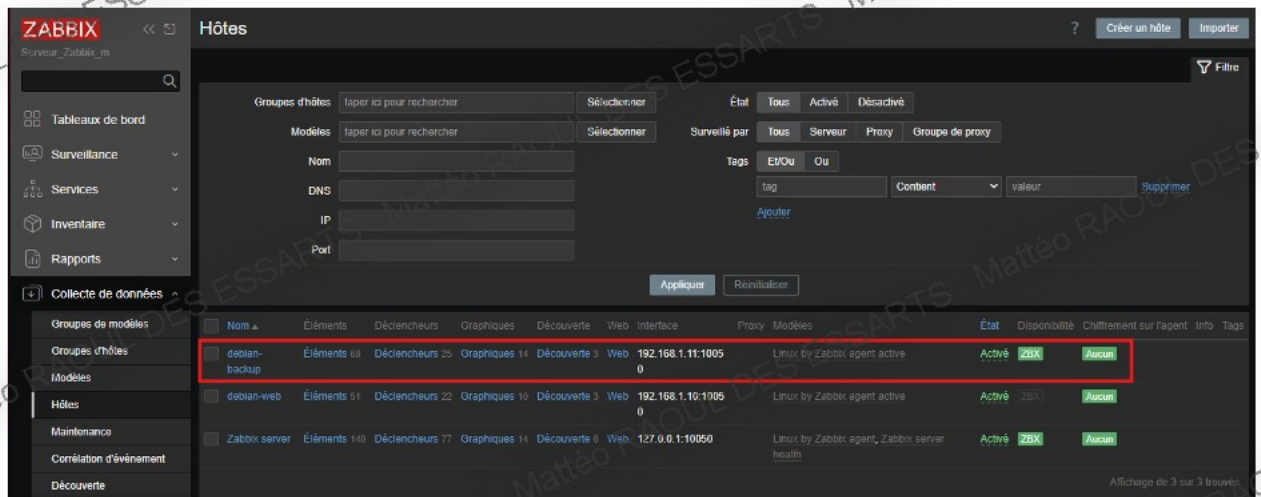 ZABBIX
Serveur_Zabbix_m
Tableaux de bord
Surveillance
Services
Inventaire
Rapports
Collecte de données
Groupes de modèles
Groupes d'hôtes
Modèles
Hôtes
Maintenance
Corrélation d'événement
Découverte
Hôtes
? Créer un hôte Importer
Filtre
Groupes d'hôtes taper ici pour rechercher Sélectionner État Tous Activé Désactivé
Modèles taper ici pour rechercher Sélectionner Surveillé par Tous Serveur Proxy Groupe de proxy
Nom Tags Et/Ou Ou
DNS tag Contient valeur Supprimer
IP Ajouter
Port
Appliquer Réinitialiser
Nom Éléments Déclencheurs Graphiques Découverte Web Interface Proxy Modèles État Disponibilité Chiffrement sur l'agent Info Tags
debian- Éléments 68 Déclencheurs 25 Graphiques 14 Découverte 3 Web 192.168.1.11:1005 Linux by Zabbix agent active Activé ZBX Aucun
backup 0
debian-web Éléments 51 Déclencheurs 22 Graphiques 10 Découverte 3 Web 192.168.1.10:1005 Linux by Zabbix agent active Activé ZBX Aucun
0
Zabbix server Éléments 140 Déclencheurs 77 Graphiques 14 Découverte 6 Web 127.0.0.1:10050 Linux by Zabbix agent, Zabbix server Activé ZBX Aucun
health
Affichage de 3 sur 3 trouvés
Mattéo RAOUL DES ESSARTS